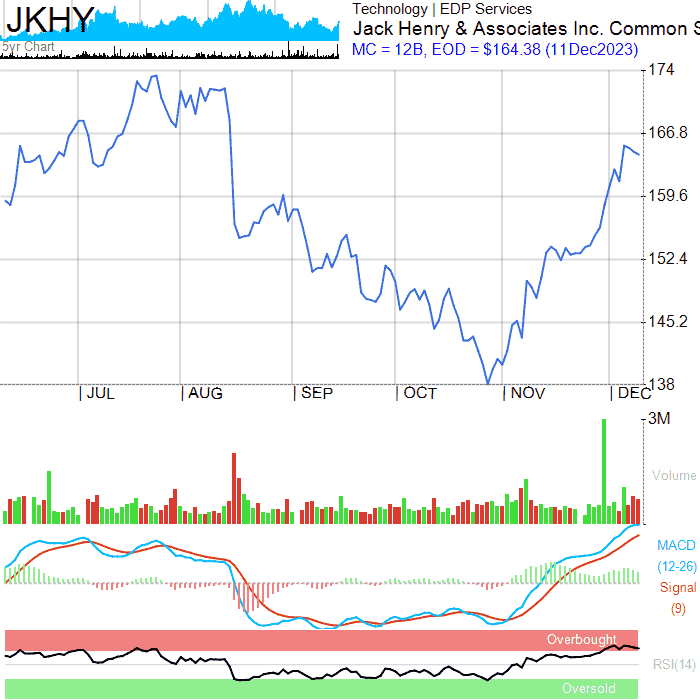 JKHY
5yr Chart
Technology | EDP Services
Jack Henry & Associates Inc. Common S
MC = 12B, EOD = $164.38 (11Dec2023)
174
166.8
159.6
152.4
145.2
138
| JUL | AUG | SEP | OCT | NOV | DEC
3M
Volume
MACD
(12-26)
Signal
(9)
Overbought
RSI(14)
Oversold